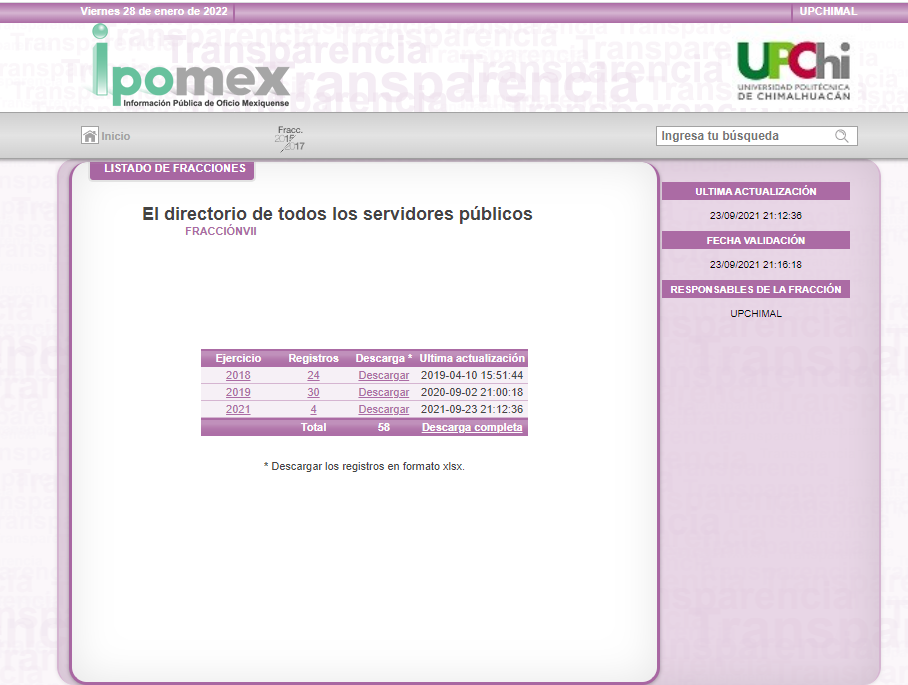 Viernes 28 de enero de 2022
UPCHIMAL
ipomex
Información Pública de Oficio Mexiquense
UPChi
UNIVERSIDAD POLITÉCNICA
DE CHIMALHUACÁN
Inicio
Fracc.
2017
Ingresa tu búsqueda
LISTADO DE FRACCIONES
El directorio de todos los servidores públicos
FRACCIÓNVII
Ejercicio Registros Descarga * Ultima actualización
2018 24 Descargar 2019-04-10 15:51:44
2019 30 Descargar 2020-09-02 21:00:18
2021 4 Descargar 2021-09-23 21:12:36
Total 58 Descarga completa
* Descargar los registros en formato xlsx.
ULTIMA ACTUALIZACIÓN
23/09/2021 21:12:36
FECHA VALIDACIÓN
23/09/2021 21:16:18
RESPONSABLES DE LA FRACCIÓN
UPCHIMAL